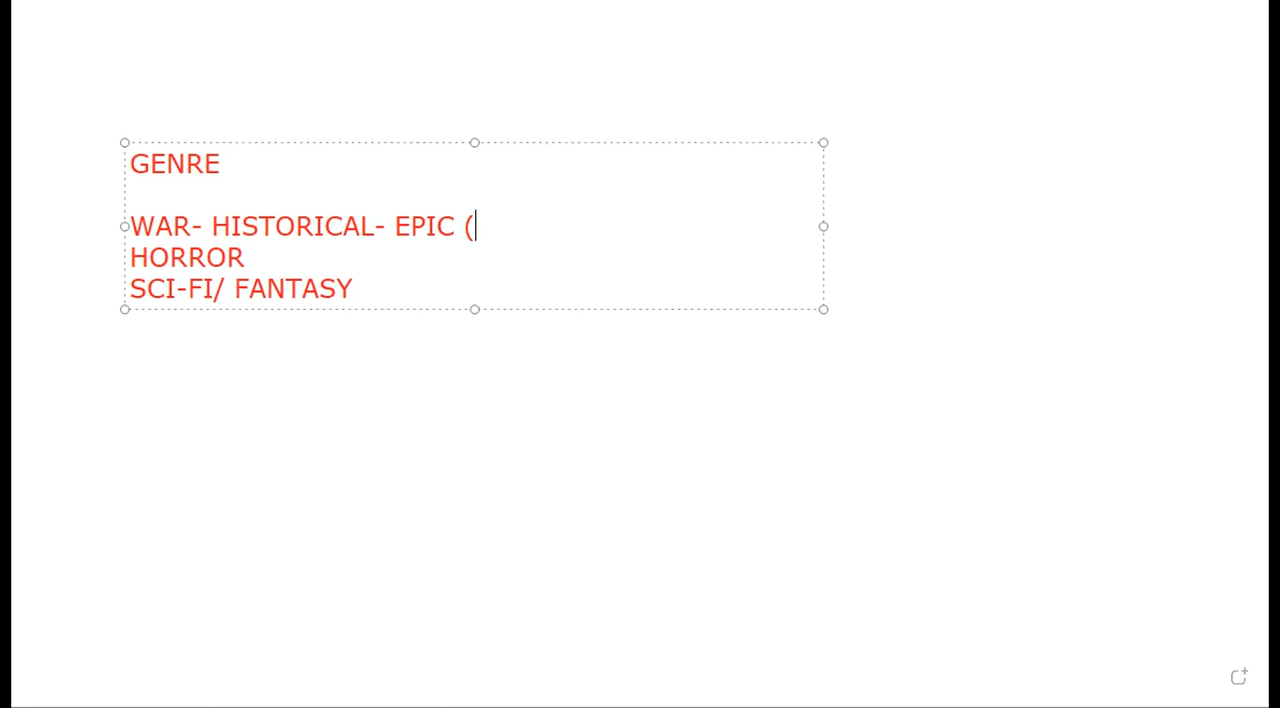 GENRE
WAR- HISTORICAL- EPIC (
HORROR
SCI-FI/ FANTASY